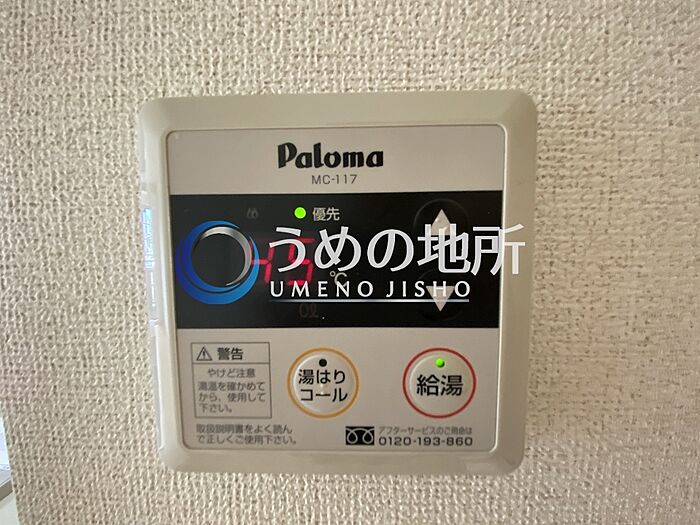 Paloma
MC-117
優先
うめの地所
45
℃
UMENO JISHO
0ℓ
警告
やけど注意
湯温を確かめて
から、使用して
下さい。
湯はり
コール
給湯
取扱説明書をよく読ん
で正しくご使用下さい。
アフターサービスのご用命は
0120-193-860